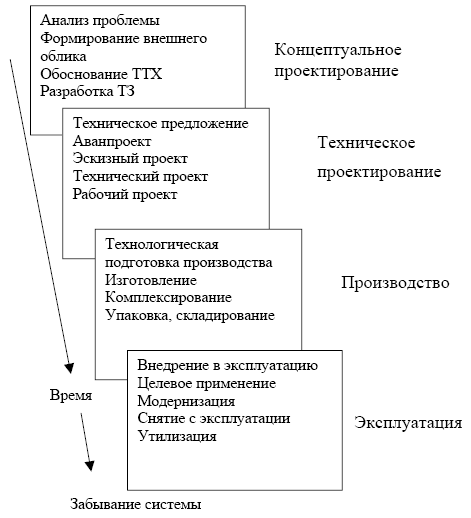 Анализ проблемы
Формирование внешнего
облика
Обоснование ТТХ
Разработка ТЗ
Концептуальное
проектирование
Техническое предложение
Аванпроект
Эскизный проект
Технический проект
Рабочий проект
Техническое
проектирование
Технологическая
подготовка производства
Изготовление
Комплексирование
Упаковка, складирование
Производство
Внедрение в эксплуатацию
Целевое применение
Модернизация
Снятие с эксплуатации
Утилизация
Эксплуатация
Время
Забывание системы